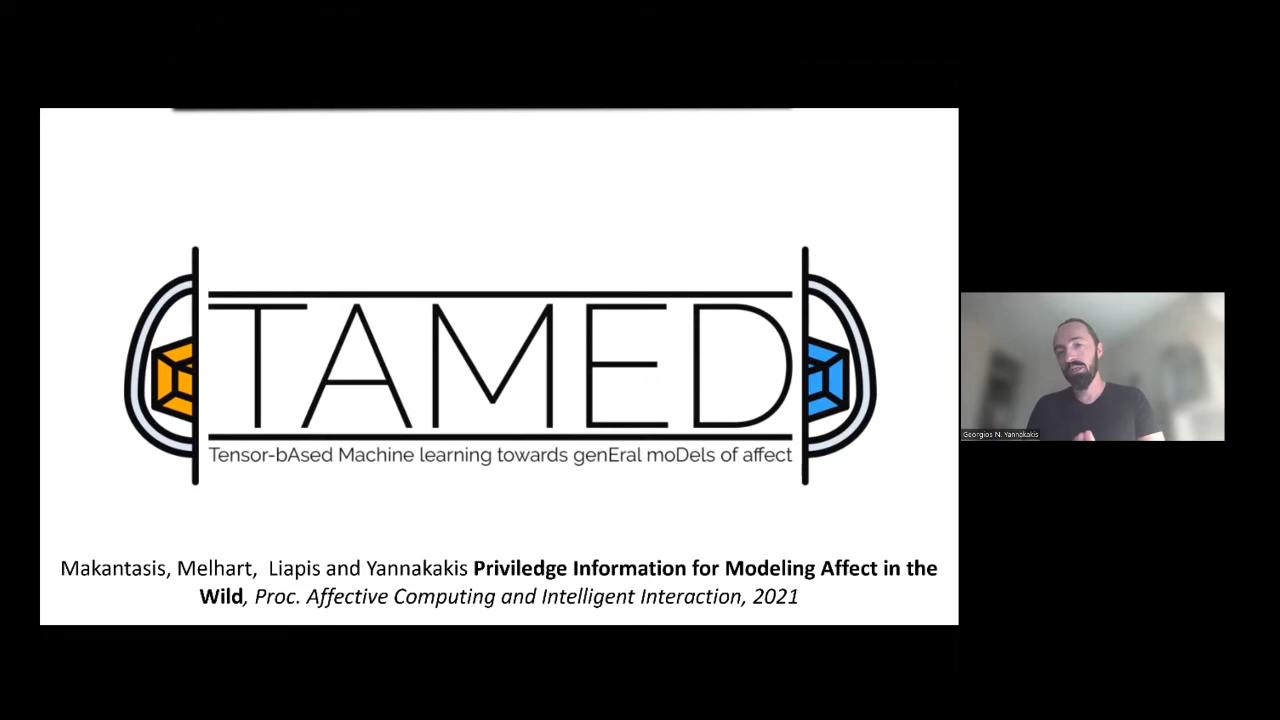 TAMED
Tensor-bAsed Machine learning towards genEral moDels of affect
Makantasis, Melhart, Liapis and Yannakakis Priviledge Information for Modeling Affect in the
Wild, Proc. Affective Computing and Intelligent Interaction, 2021
Georgios N. Yannakakis